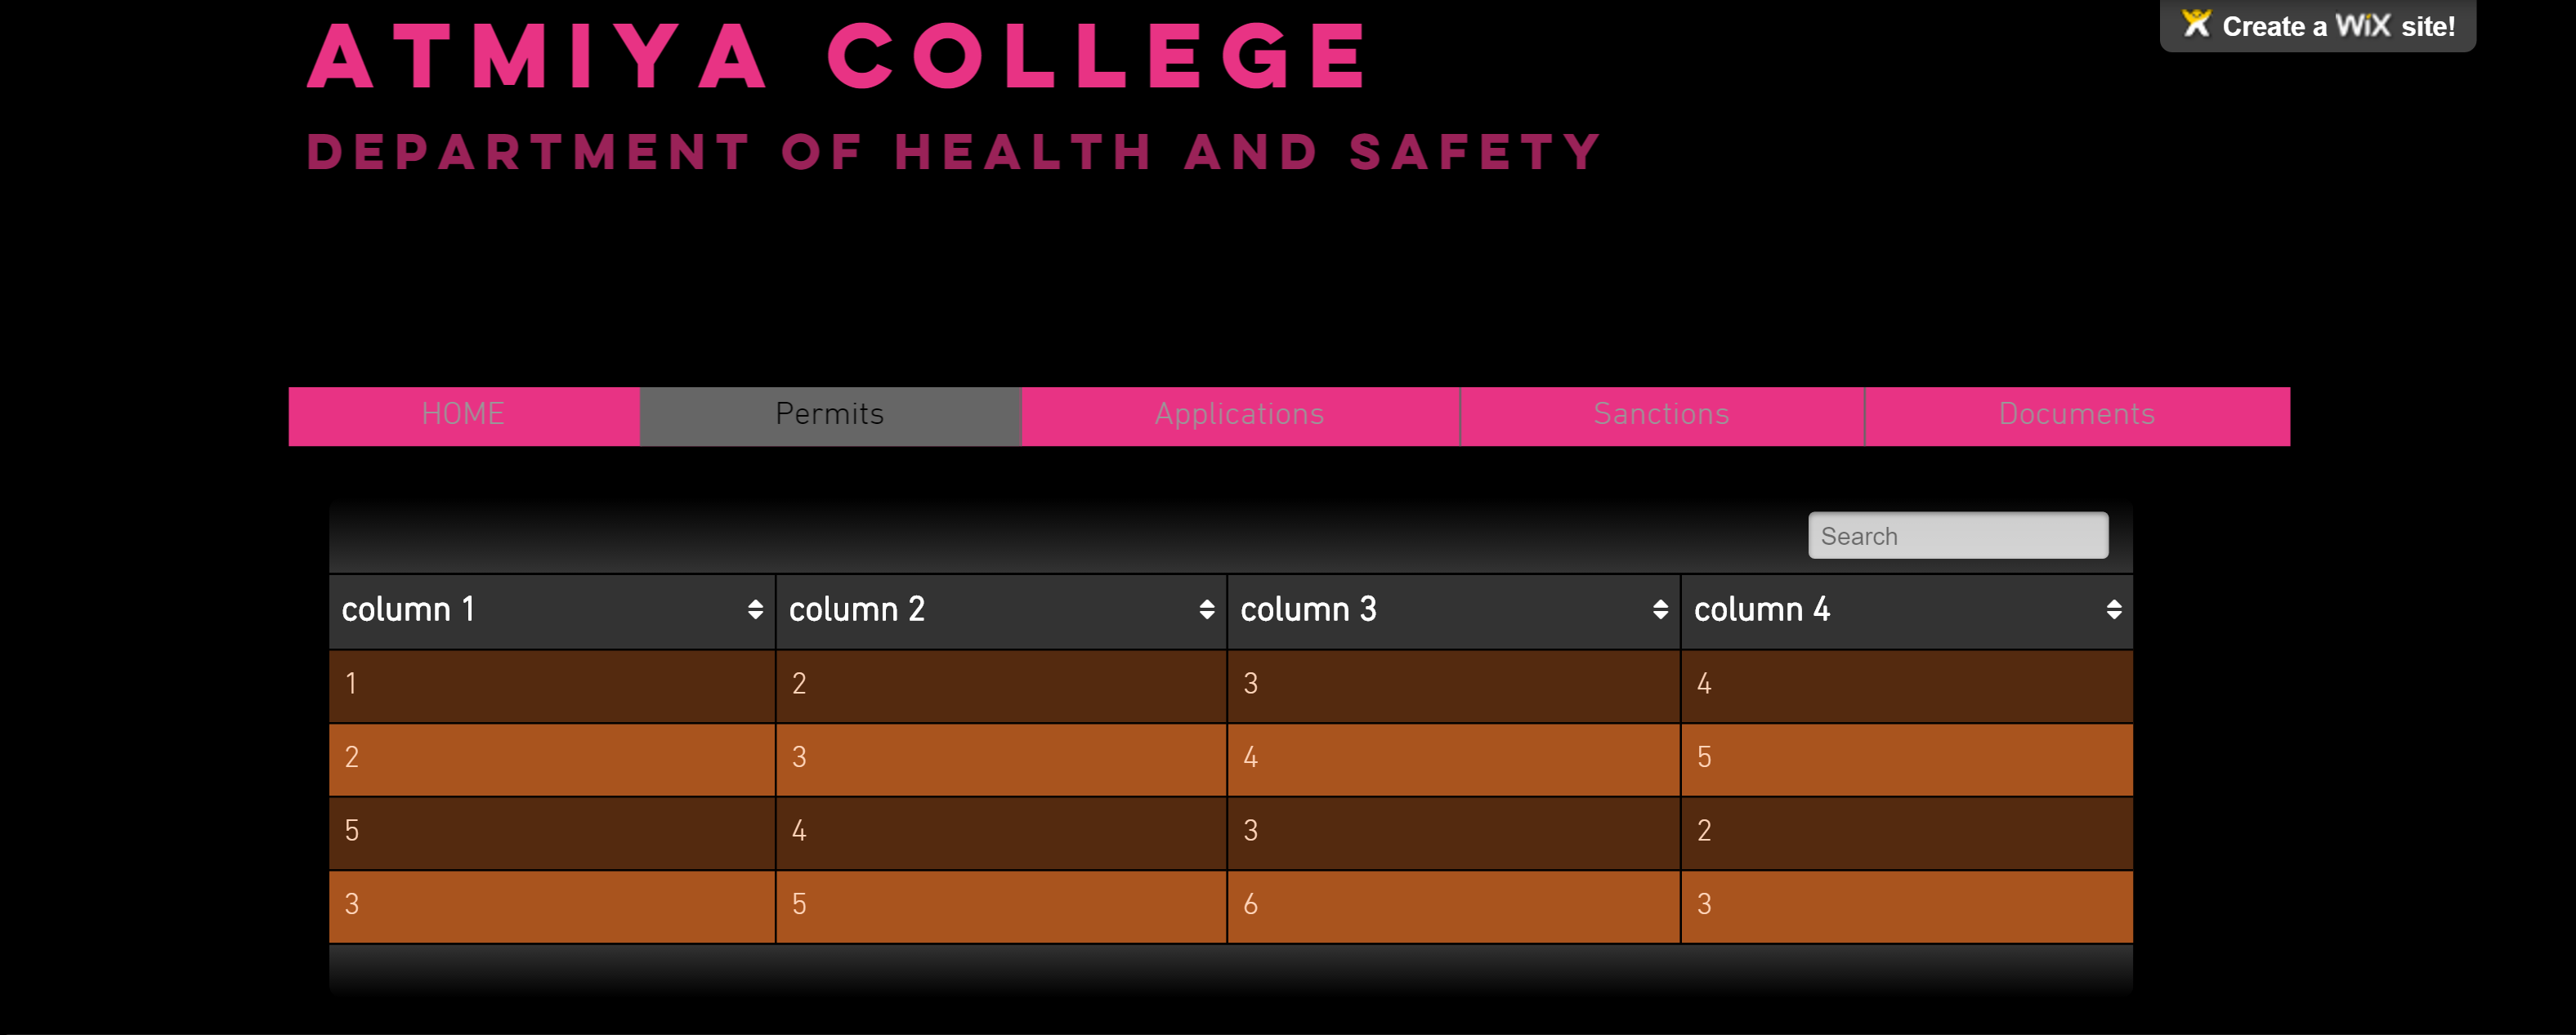 Create a WiX site!
ATMIYA COLLEGE
DEPARTMENT OF HEALTH AND SAFETY
HOME Permits Applications Sanctions Documents
Search
column 1 column 2 column 3 column 4
1 2 3 4
2 3 4 5
5 4 3 2
3 5 6 3